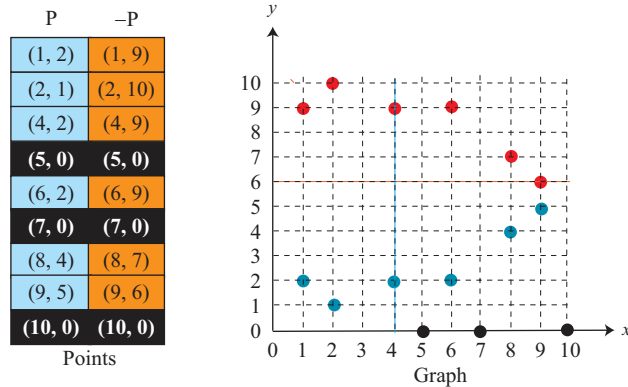 P −P
(1, 2) (1, 9)
(2, 1) (2, 10)
(4, 2) (4, 9)
(5, 0) (5, 0)
(6, 2) (6, 9)
(7, 0) (7, 0)
(8, 4) (8, 7)
(9, 5) (9, 6)
(10, 0) (10, 0)
Points
y
10
9
8
7
6
5
4
3
2
1
0
0 1 2 3 4 5 6 7 8 9 10
x
Graph